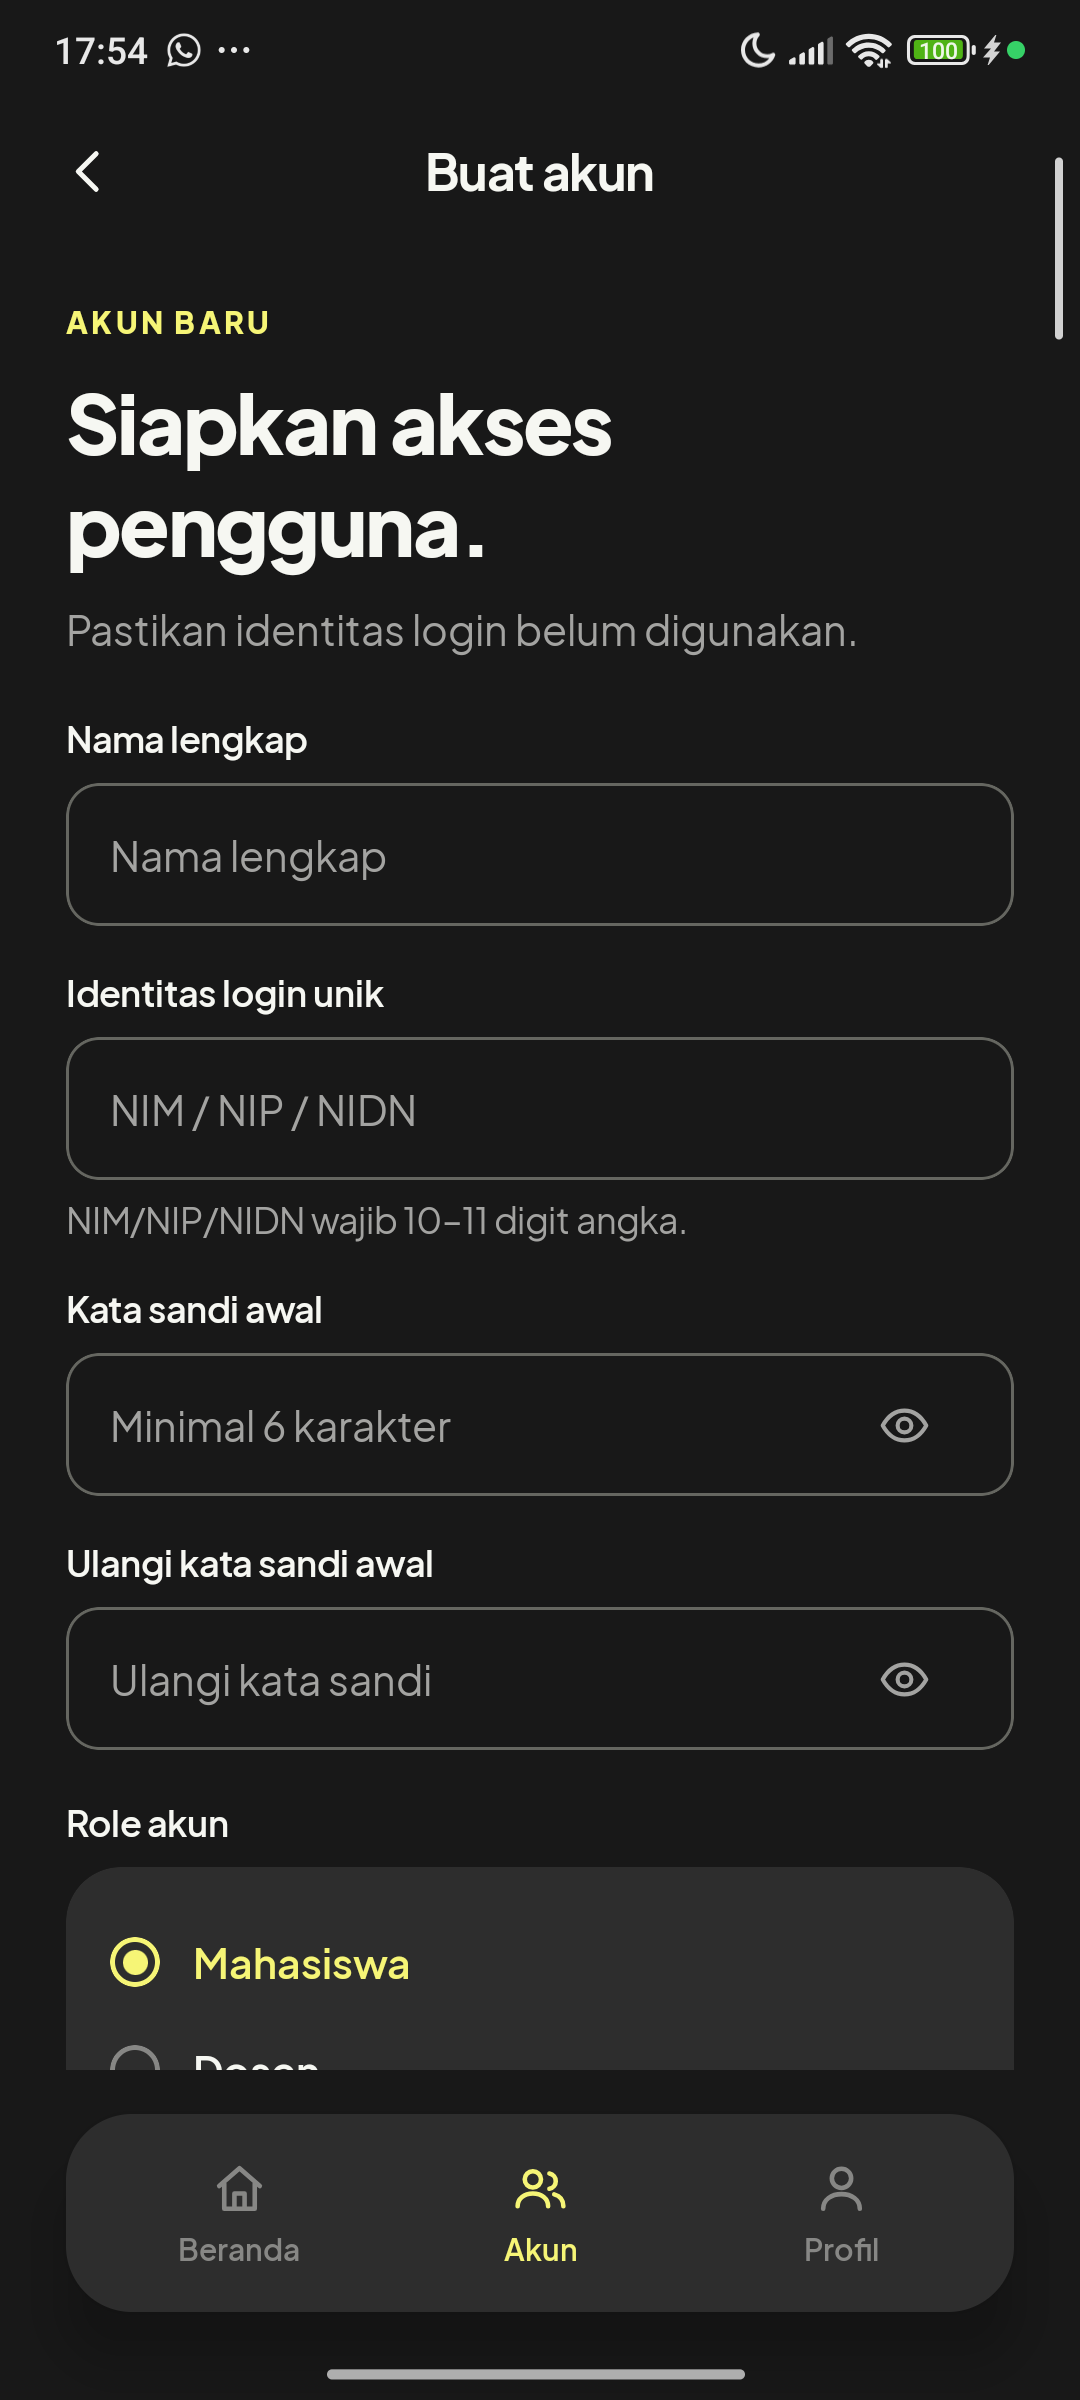 17:54
100
Buat akun
AKUN BARU
Siapkan akses
pengguna.
Pastikan identitas login belum digunakan.
Nama lengkap
Nama lengkap
Identitas login unik
NIM / NIP / NIDN
NIM/NIP/NIDN wajib 10–11 digit angka.
Kata sandi awal
Minimal 6 karakter
Ulangi kata sandi awal
Ulangi kata sandi
Role akun
Mahasiswa
Dosen
Beranda
Akun
Profil